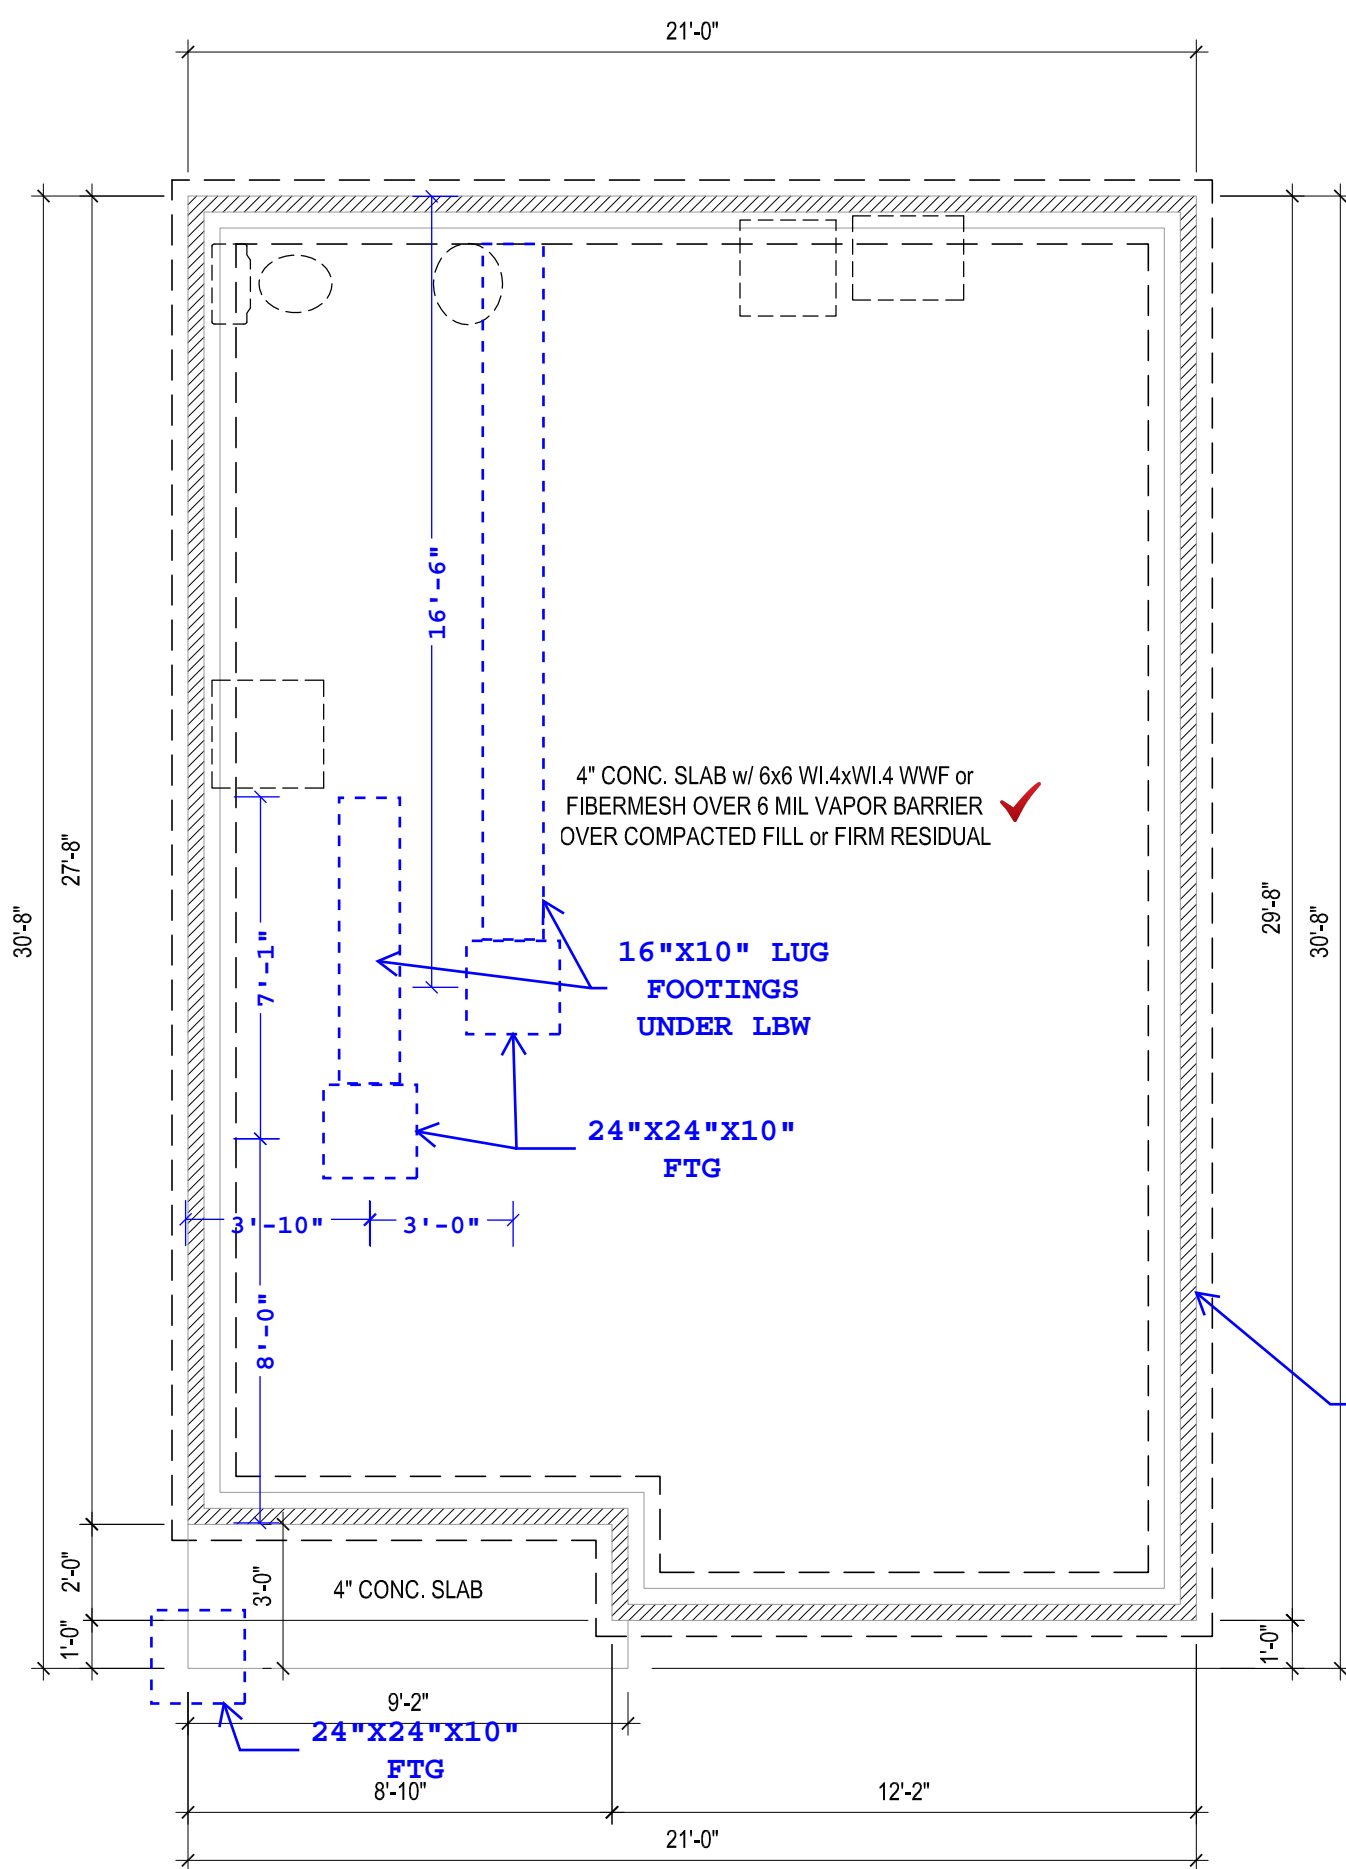 21'-0"
16'-6"
4" CONC. SLAB w/ 6x6 WI.4xWI.4 WWF or
FIBERMESH OVER 6 MIL VAPOR BARRIER
OVER COMPACTED FILL or FIRM RESIDUAL
27'-8"
30'-8"
29'-8"
30'-8"
7'-1"
16"X10" LUG
FOOTINGS
UNDER LBW
24"X24"X10"
FTG
3'-10"
3'-0"
8'-0"
2'-0"
3'-0"
4" CONC. SLAB
1'-0"
1'-0"
9'-2"
24"X24"X10"
FTG
8'-10"
12'-2"
21'-0"